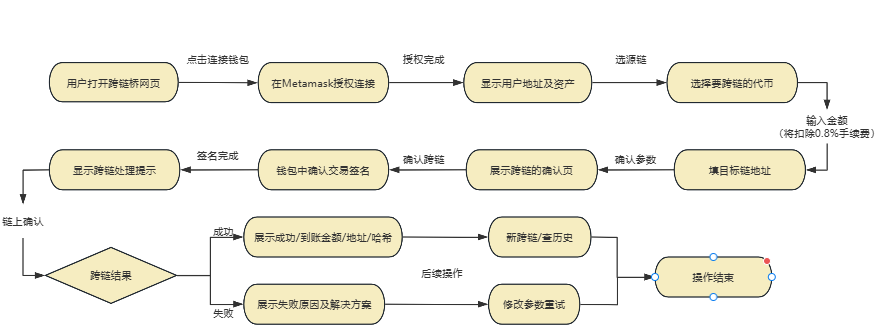 点击连接钱包
授权完成
选源链
用户打开跨链桥网页
在Metamask授权连接
显示用户地址及资产
选择要跨链的代币
输入金额
（将扣除0.8%手续费）
签名完成
确认跨链
确认参数
显示跨链处理提示
钱包中确认交易签名
展示跨链的确认页
填目标链地址
链上确认
成功
展示成功/到账金额/地址/哈希
新跨链/查历史
跨链结果
后续操作
操作结束
展示失败原因及解决方案
修改参数重试
失败